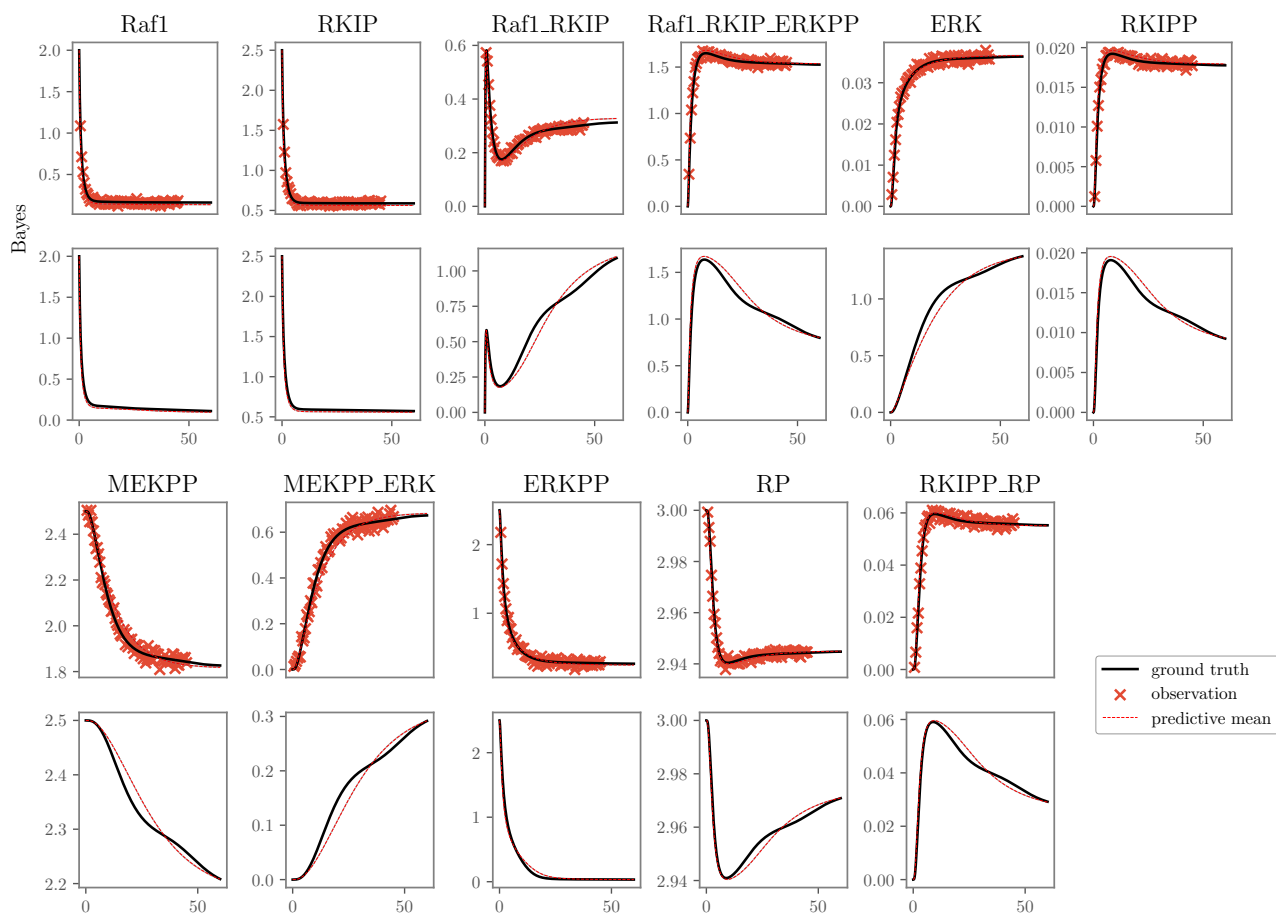 Raf1 RKIP Raf1_RKIP Raf1_RKIP_ERKPP ERK RKIPP
Bayes
2.0 1.5 1.0 0.5 0.0
2.5 2.0 1.5 1.0 0.5
0.6 0.4 0.2 0.0
1.5 1.0 0.5 0.0
0.03 0.02 0.01 0.00
0.020 0.015 0.010 0.005 0.000
2.0 1.5 1.0 0.5 0.0
2.5 2.0 1.5 1.0 0.5
1.00 0.75 0.50 0.25 0.00
1.5 1.0 0.5 0.0
1.0 0.5 0.0
0.020 0.015 0.010 0.005 0.000
0 50 0 50 0 50 0 50 0 50 0 50
MEKPP MEKPP_ERK ERKPP RP RKIPP_RP
2.4 2.2 2.0 1.8
0.6 0.4 0.2 0.0
2 1 0
3.00 2.98 2.96 2.94
0.06 0.04 0.02 0.00
2.5 2.4 2.3 2.2
0.3 0.2 0.1 0.0
2 1 0
3.00 2.98 2.96 2.94
0.06 0.04 0.02 0.00
0 50 0 50 0 50 0 50 0 50
ground truth
observation
predictive mean